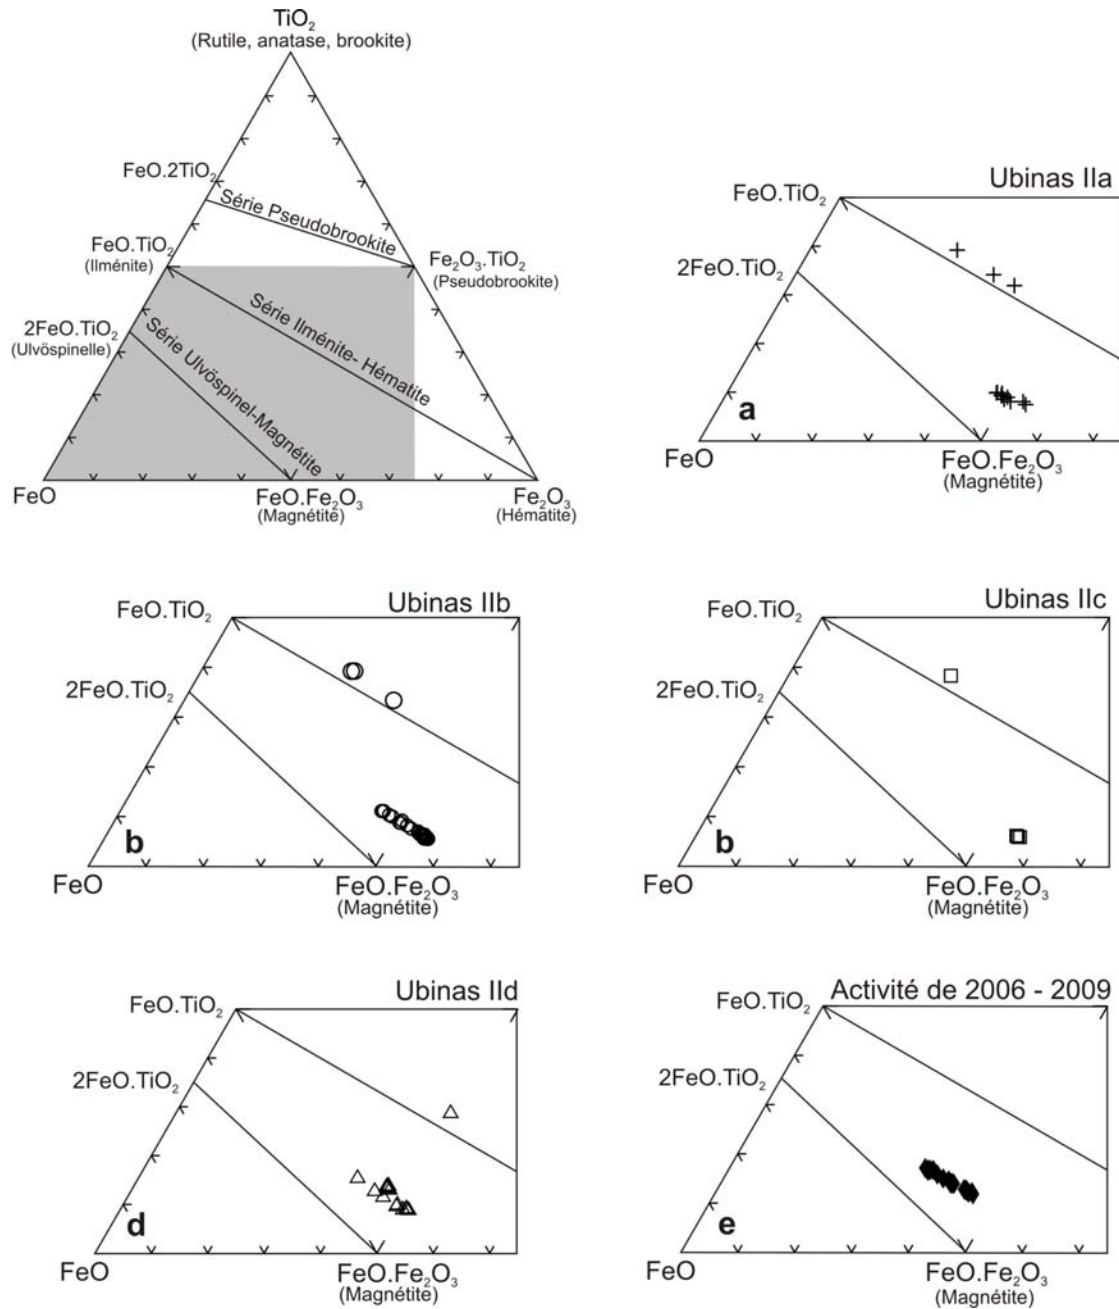 TiO2
(Rutile, anatase, brookite)
FeO.2TiO2
Série Pseudobrookite
FeO.TiO2
(Ilménite)
Fe2O3.TiO2
(Pseudobrookite)
Série Ilménite- Hématite
2FeO.TiO2
(Ulvöspinelle)
Série Ulvöspinel-Magnétite
FeO
FeO.Fe2O3
(Magnétite)
Fe2O3
(Hématite)
Ubinas IIa
FeO.TiO2
2FeO.TiO2
a
FeO
FeO.Fe2O3
(Magnétite)
Ubinas IIb
FeO.TiO2
2FeO.TiO2
b
FeO
FeO.Fe2O3
(Magnétite)
Ubinas IIc
FeO.TiO2
2FeO.TiO2
b
FeO
FeO.Fe2O3
(Magnétite)
Ubinas IId
FeO.TiO2
2FeO.TiO2
d
FeO
FeO.Fe2O3
(Magnétite)
Activité de 2006 - 2009
FeO.TiO2
2FeO.TiO2
e
FeO
FeO.Fe2O3
(Magnétite)